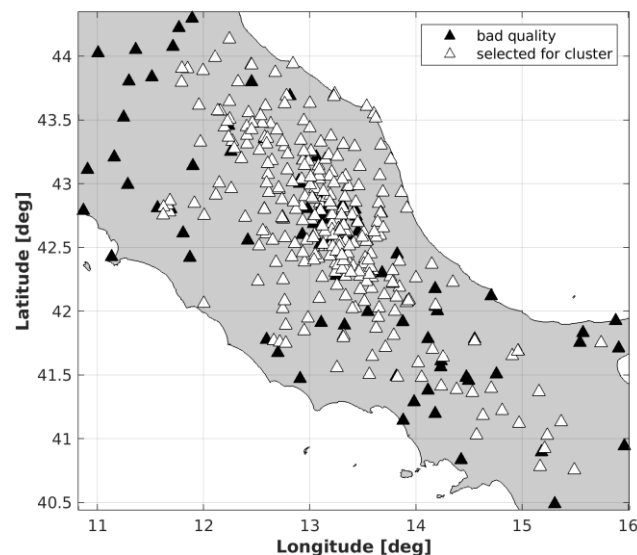 bad quality
selected for cluster
44
43.5
43
42.5
42
41.5
41
40.5
Latitude [deg]
11 12 13 14 15 16
Longitude [deg]